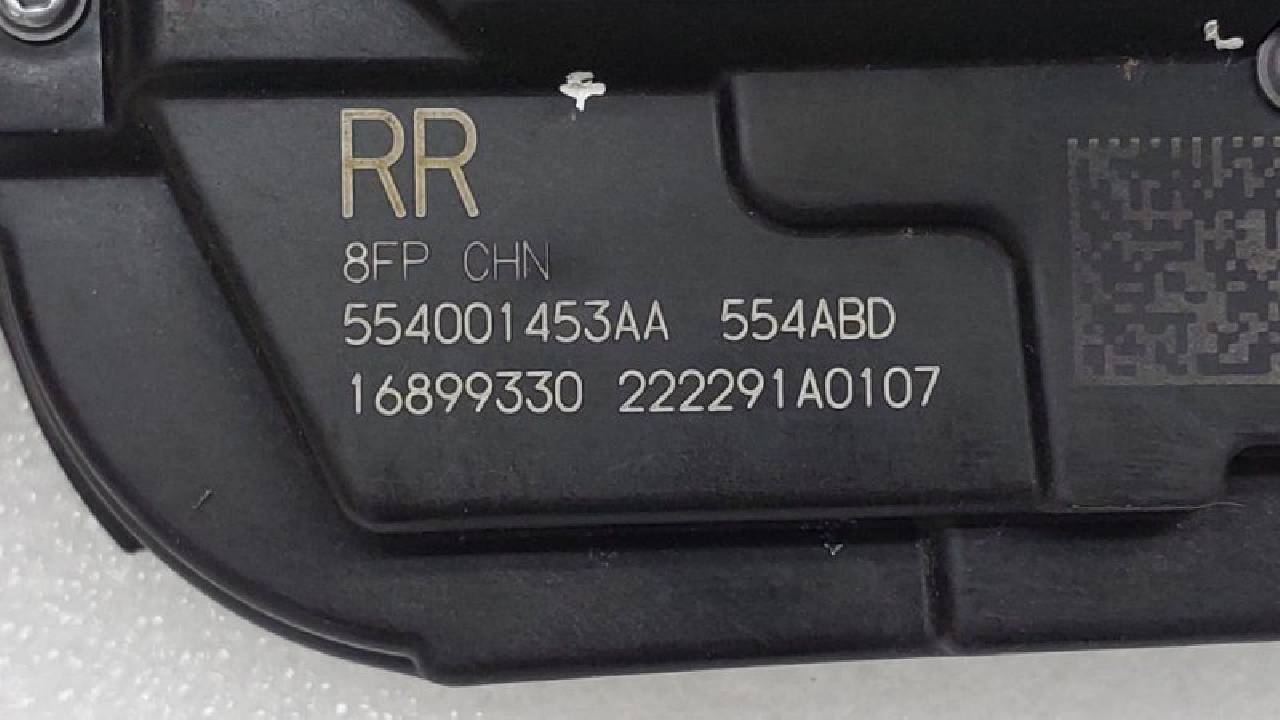 RR
8FP CHN
554001453AA 554ABD
16899330 222291A0107